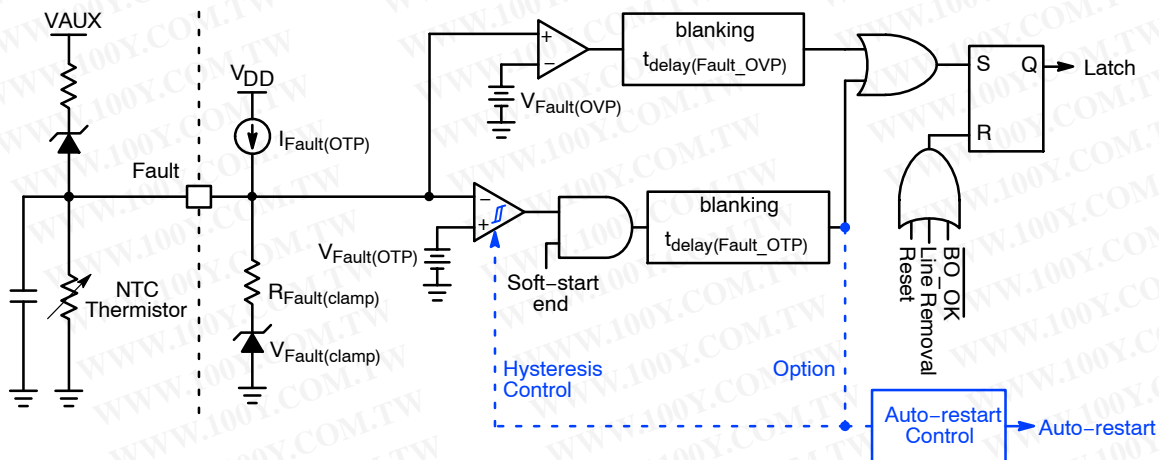 VAUX
VDD
IFault(OTP)
Fault
NTC
Thermistor
RFault(clamp)
VFault(clamp)
VFault(OVP)
blanking
tdelay(Fault_OVP)
+
−
−
+
VFault(OTP)
Soft−start
end
blanking
tdelay(Fault_OTP)
S
Q
R
Latch
Reset
Line Removal
BO_OK
Hysteresis
Control
Option
Auto−restart
Control
Auto−restart
WWW.100Y.COM.TW